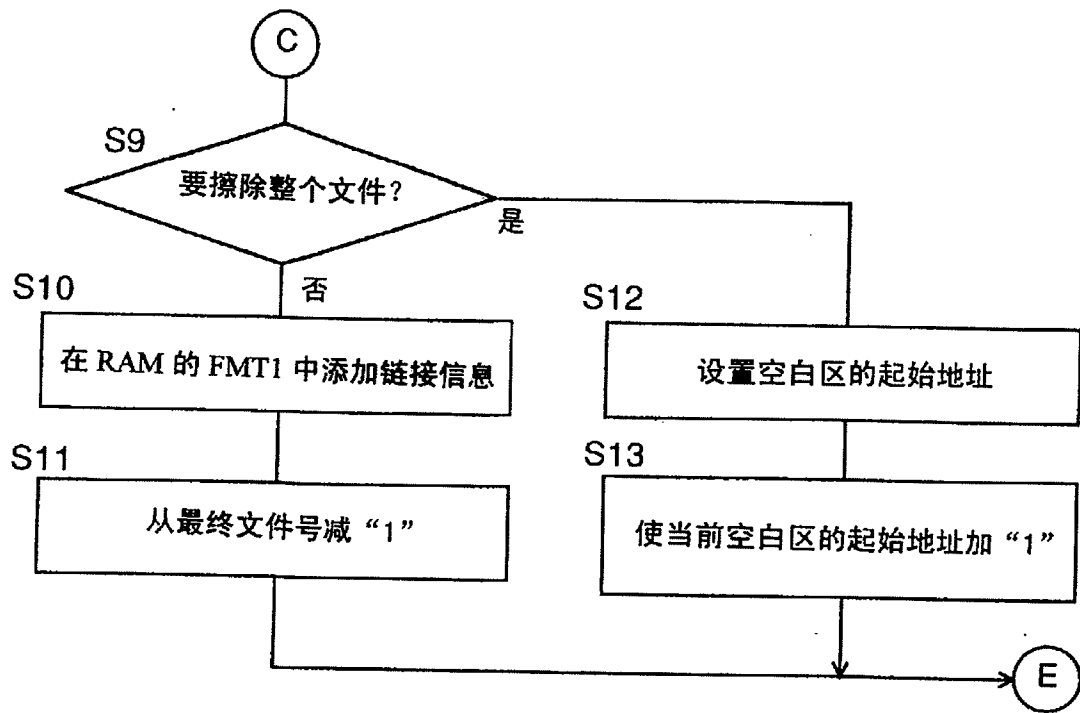 C
S9
要擦除整个文件?
是
否
S10
在 RAM 的 FMT1 中添加链接信息
S12
设置空白区的起始地址
S11
从最终文件号减“1”
S13
使当前空白区的起始地址加“1”
E